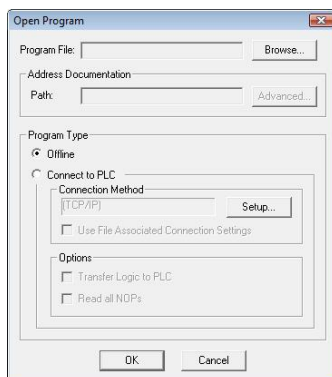 Open Program
Program File:
Browse...
Address Documentation
Path:
Advanced...
Program Type
Offline
Connect to PLC
Connection Method
(TCP/IP)
Setup...
Use File Associated Connection Settings
Options
Transfer Logic to PLC
Read all NOPs
OK
Cancel